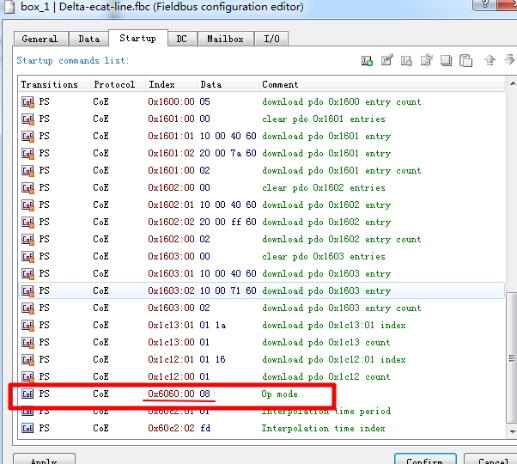 box_1 | Delta-ecat-line.fbc (Fieldbus configuration editor)
General Data Startup DC Mailbox I/O
Startup commands list:
Transitions Protocol Index Data Comment
PS CoE 0x1600:00 05 download pdo 0x1600 entry count
PS CoE 0x1601:00 00 clear pdo 0x1601 entries
PS CoE 0x1601:01 10 00 40 60 download pdo 0x1601 entry
PS CoE 0x1601:02 20 00 7a 60 download pdo 0x1601 entry
PS CoE 0x1601:00 02 download pdo 0x1601 entry count
PS CoE 0x1602:00 00 clear pdo 0x1602 entries
PS CoE 0x1602:01 10 00 40 60 download pdo 0x1602 entry
PS CoE 0x1602:02 20 00 ff 60 download pdo 0x1602 entry
PS CoE 0x1602:00 02 download pdo 0x1602 entry count
PS CoE 0x1603:00 00 clear pdo 0x1603 entries
PS CoE 0x1603:01 10 00 40 60 download pdo 0x1603 entry
PS CoE 0x1603:02 10 00 71 60 download pdo 0x1603 entry
PS CoE 0x1603:00 02 download pdo 0x1603 entry count
PS CoE 0x1c13:01 01 1a download pdo 0x1c13:01 index
PS CoE 0x1c13:00 01 download pdo 0x1c13 count
PS CoE 0x1c12:01 01 16 download pdo 0x1c12:01 index
PS CoE 0x1c12:00 01 download pdo 0x1c12 count
PS CoE 0x6060:00 08 Op mode
PS CoE 0x60c2:01 01 Interpolation time period
PS CoE 0x60c2:02 fd Interpolation time index
Apply Confirm Cancel